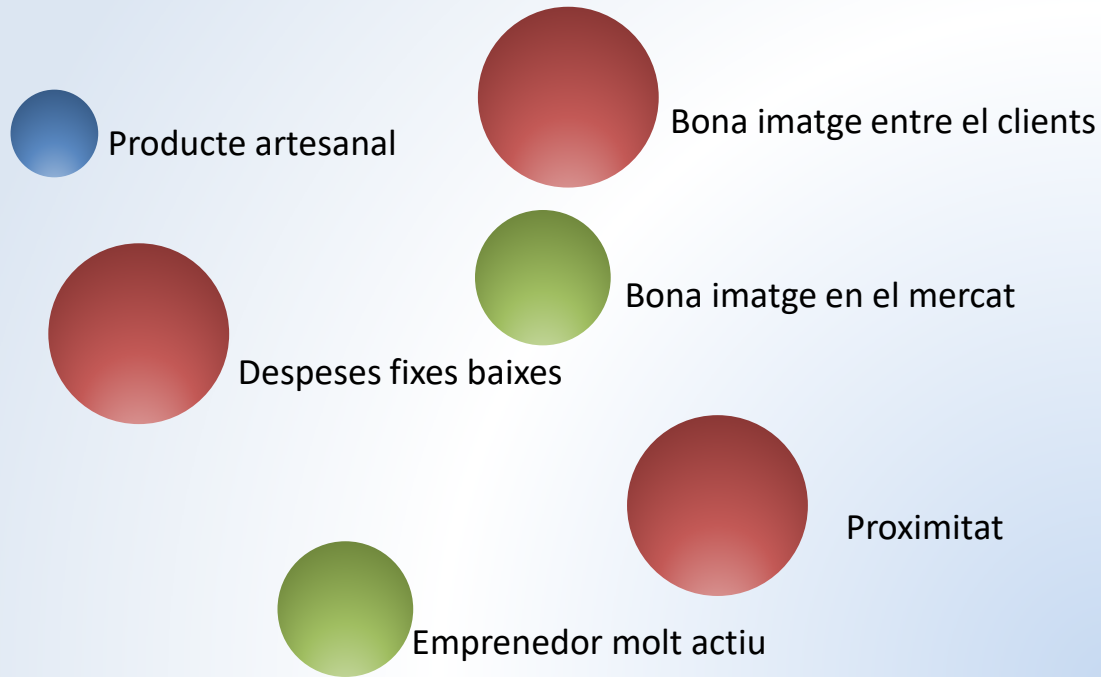 Producte artesanal
Bona imatge entre el clients
Bona imatge en el mercat
Despeses fixes baixes
Proximitat
Emprenedor molt actiu